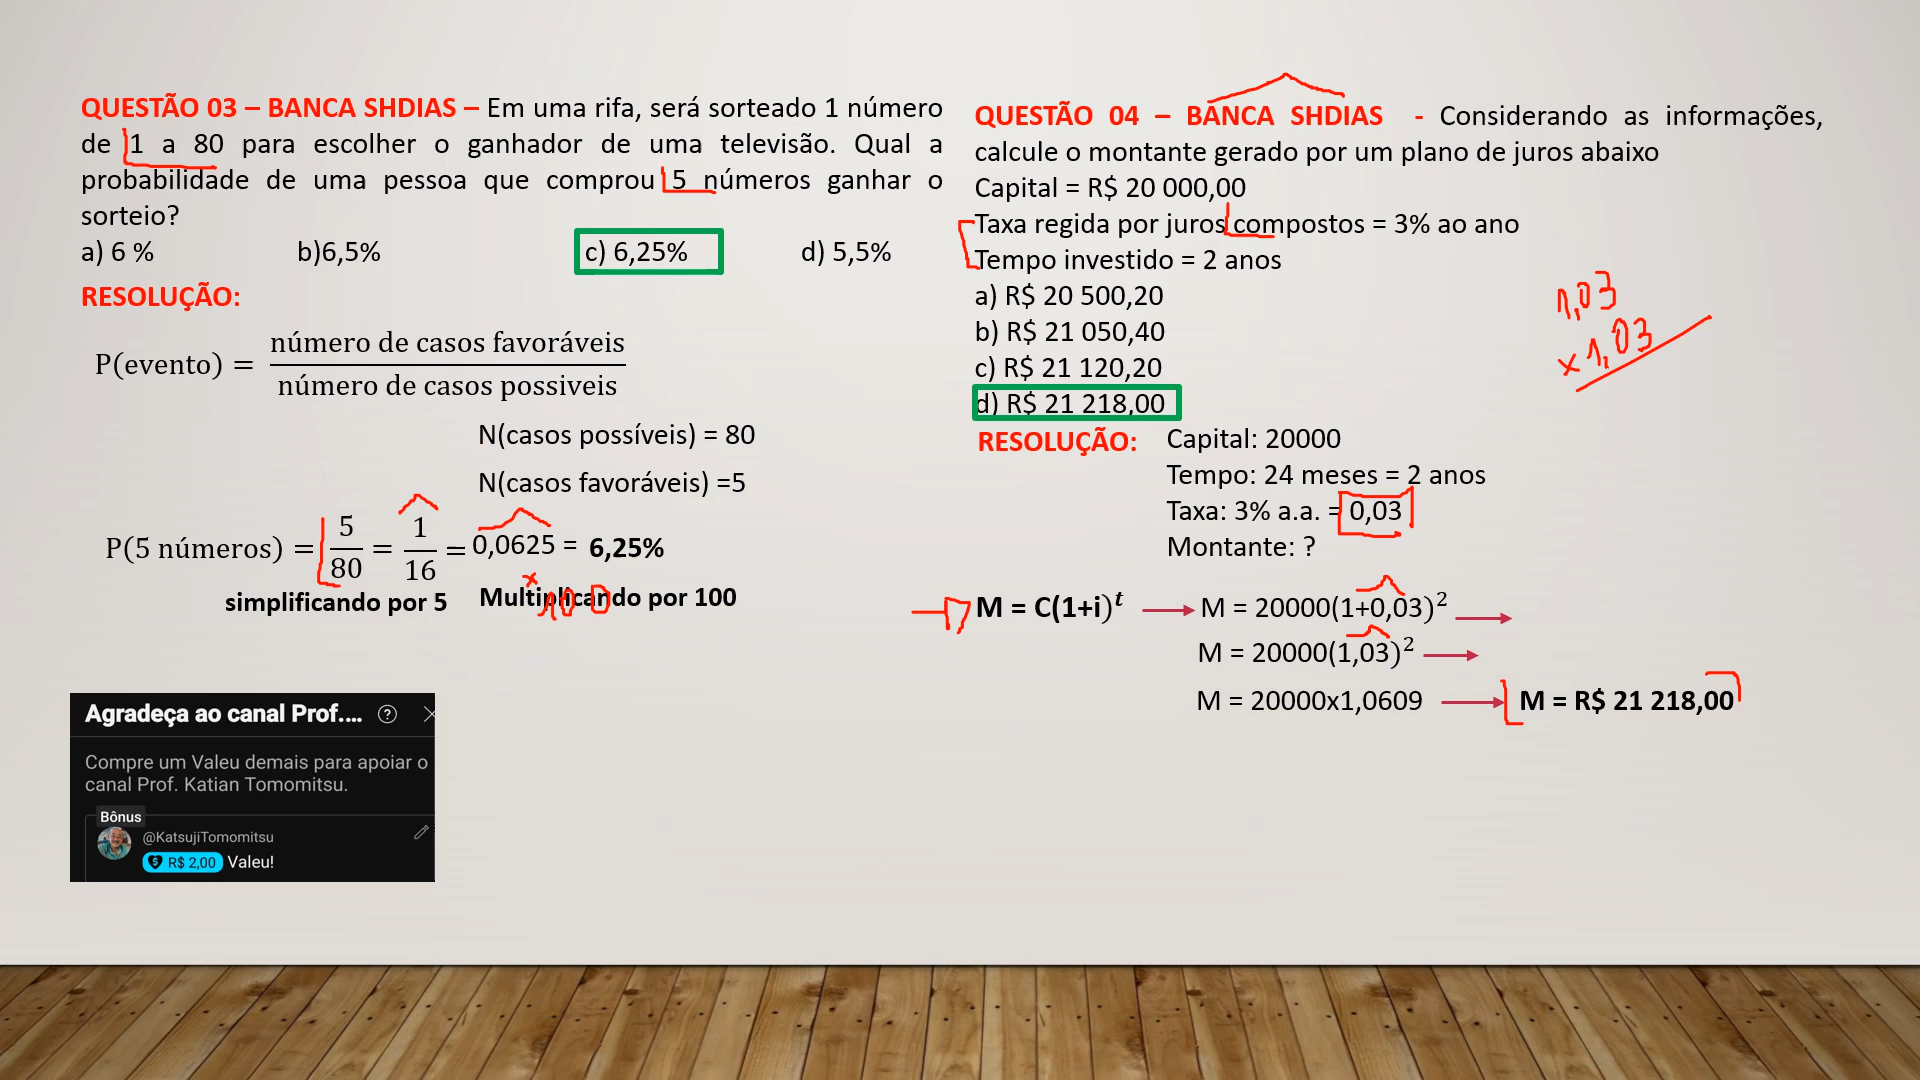 QUESTÃO 03 – BANCA SHDIAS – Em uma rifa, será sorteado 1 número
de 1 a 80 para escolher o ganhador de uma televisão. Qual a
probabilidade de uma pessoa que comprou 5 números ganhar o
sorteio?
a) 6 % b)6,5% c) 6,25% d) 5,5%
RESOLUÇÃO:
P(evento) = número de casos favoráveis / número de casos possiveis
N(casos possíveis) = 80
N(casos favoráveis) =5
P(5 números) = 5/80 = 1/16 = 0,0625 = 6,25%
simplificando por 5 Multiplicando por 100
x
100
Agradeça ao canal Prof....
Compre um Valeu demais para apoiar o
canal Prof. Katian Tomomitsu.
Bônus
@KatsujiTomomitsu
R$ 2,00 Valeu!
QUESTÃO 04 – BANCA SHDIAS - Considerando as informações,
calcule o montante gerado por um plano de juros abaixo
Capital = R$ 20 000,00
Taxa regida por juros compostos = 3% ao ano
Tempo investido = 2 anos
a) R$ 20 500,20
b) R$ 21 050,40
c) R$ 21 120,20
d) R$ 21 218,00
1,03
x 1,03
RESOLUÇÃO: Capital: 20000
Tempo: 24 meses = 2 anos
Taxa: 3% a.a. = 0,03
Montante: ?
M = C(1+i)^t M = 20000(1+0,03)²
M = 20000(1,03)²
M = 20000x1,0609 M = R$ 21 218,00